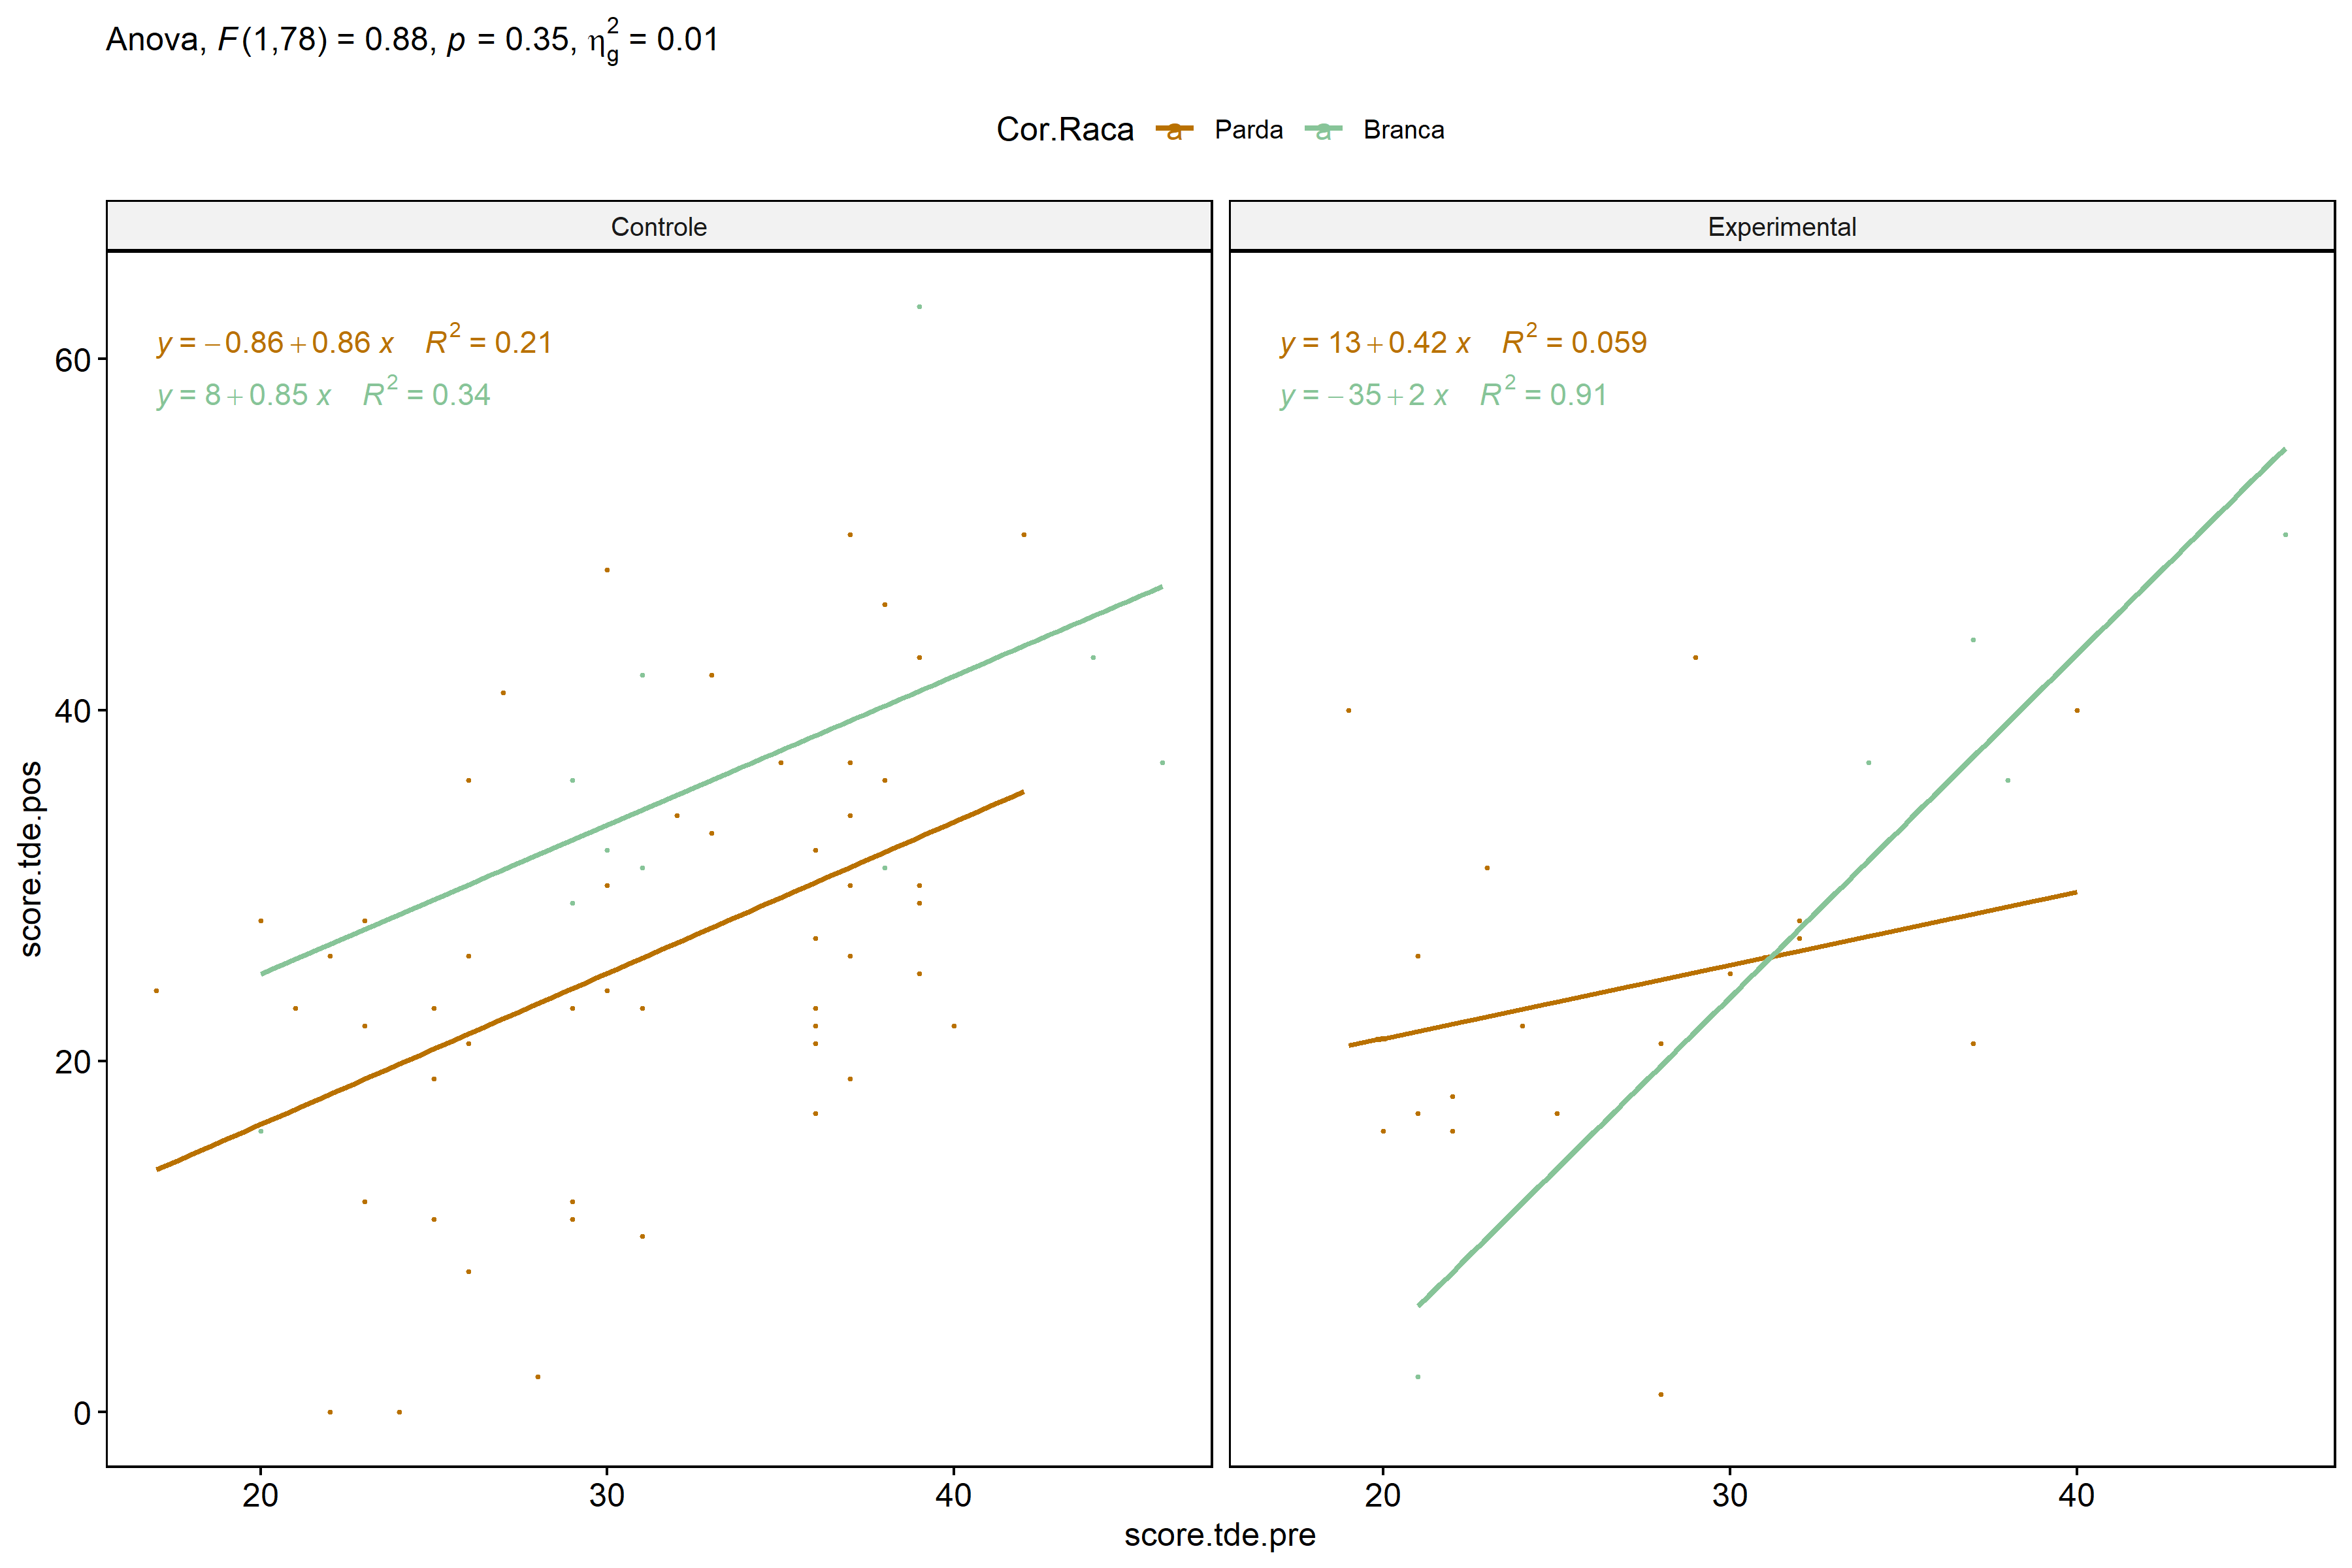 Anova, F(1,78) = 0.88, p = 0.35, η²g = 0.01
Cor.Raca a Parda a Branca
Controle
Experimental
y = −0.86 + 0.86 x R² = 0.21
y = 8 + 0.85 x R² = 0.34
y = 13 + 0.42 x R² = 0.059
y = −35 + 2 x R² = 0.91
score.tde.pos
60
40
20
0
20 30 40
20 30 40
score.tde.pre